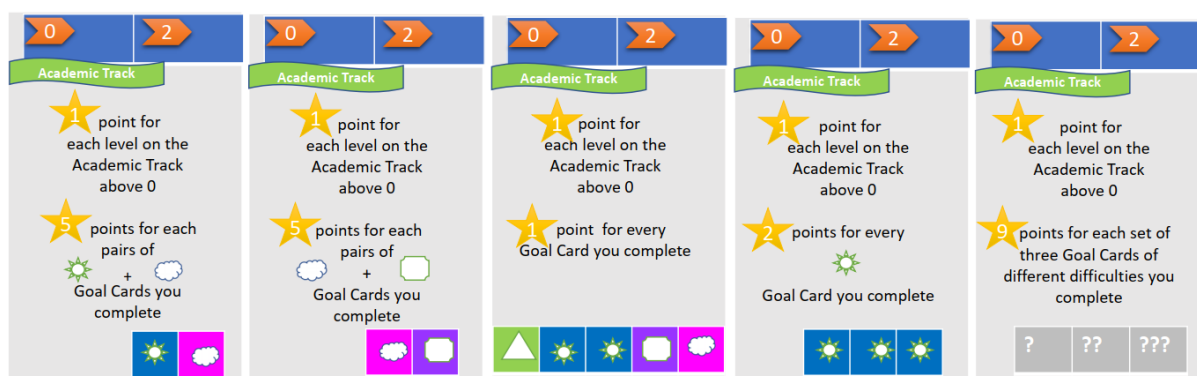 0 2
Academic Track
1 point for
each level on the
Academic Track
above 0
5 points for each
pairs of
+
Goal Cards you
complete
0 2
Academic Track
1 point for
each level on the
Academic Track
above 0
5 points for each
pairs of
+
Goal Cards you
complete
0 2
Academic Track
1 point for
each level on the
Academic Track
above 0
1 point for every
Goal Card you complete
0 2
Academic Track
1 point for
each level on the
Academic Track
above 0
2 points for every
Goal Card you complete
0 2
Academic Track
1 point for
each level on the
Academic Track
above 0
9 points for each set of
three Goal Cards of
different difficulties you
complete
? ?? ???